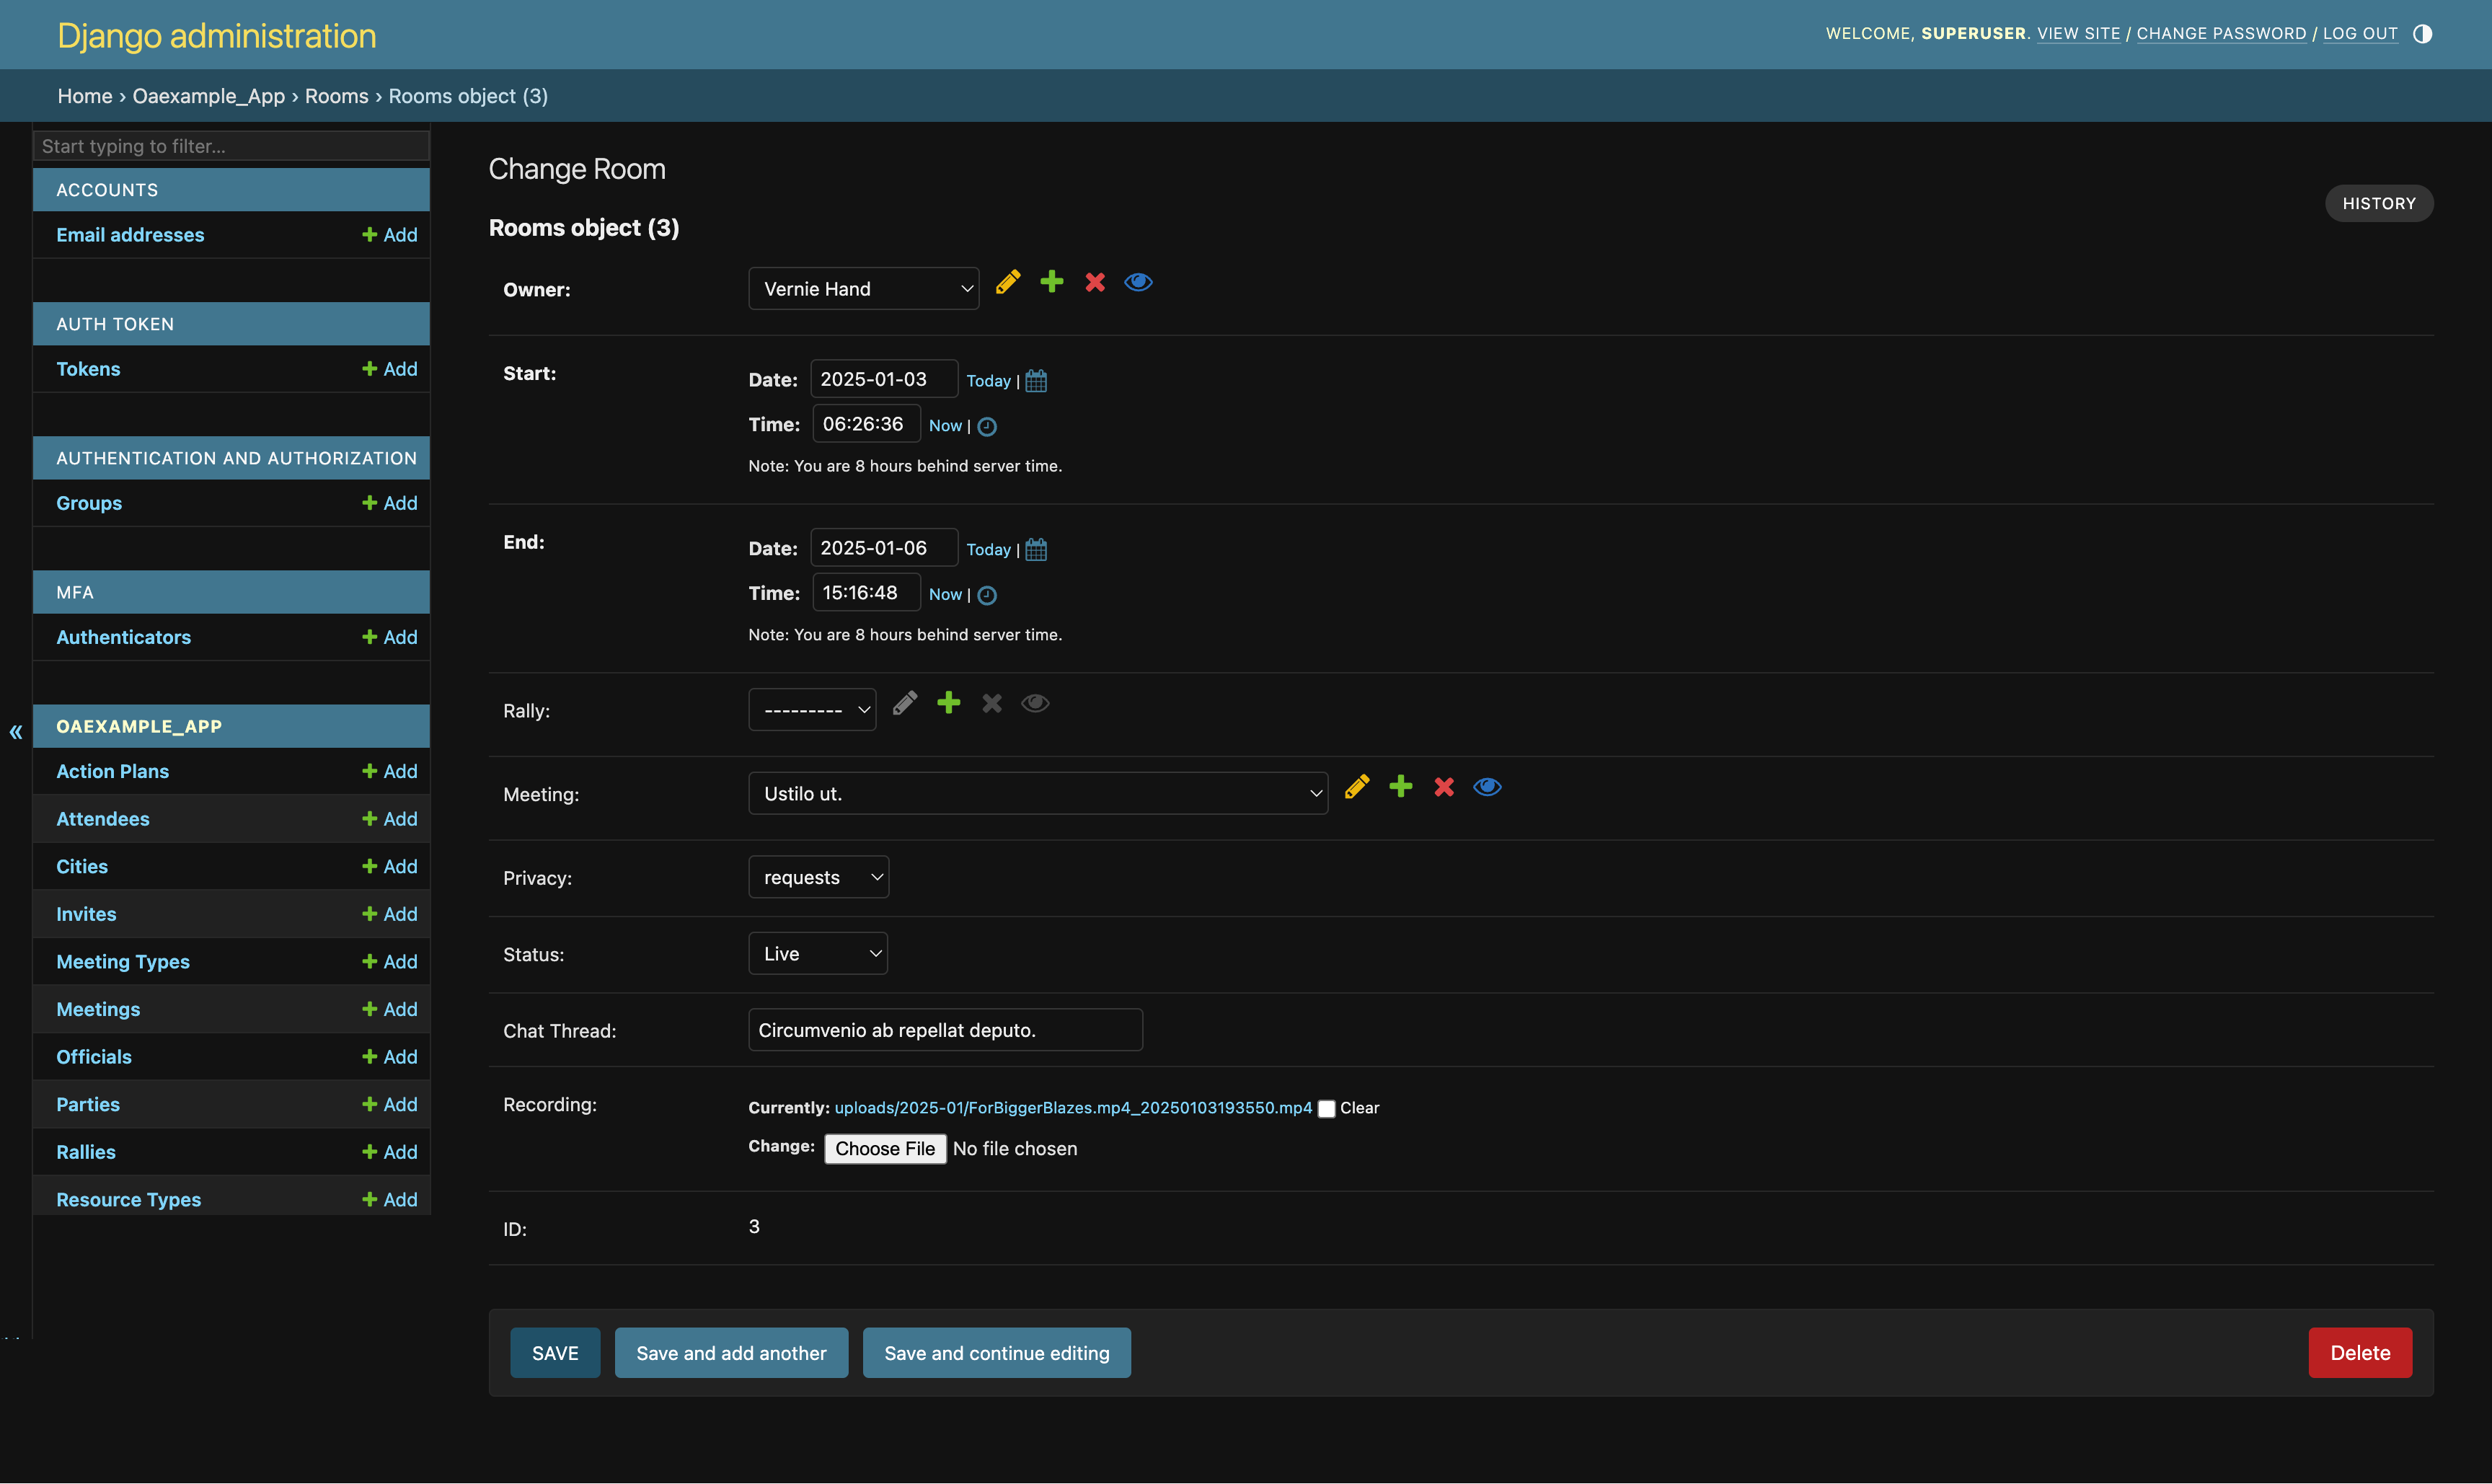 Django administration
WELCOME, SUPERUSER. VIEW SITE / CHANGE PASSWORD / LOG OUT
Home › Oaexample_App › Rooms › Rooms object (3)
Start typing to filter...
ACCOUNTS
Email addresses Add
AUTH TOKEN
Tokens Add
AUTHENTICATION AND AUTHORIZATION
Groups Add
MFA
Authenticators Add
«
OAEXAMPLE_APP
Action Plans Add
Attendees Add
Cities Add
Invites Add
Meeting Types Add
Meetings Add
Officials Add
Parties Add
Rallies Add
Resource Types Add
Change Room
HISTORY
Rooms object (3)
Owner: Vernie Hand
Start: Date: 2025-01-03 Today |
Time: 06:26:36 Now |
Note: You are 8 hours behind server time.
End: Date: 2025-01-06 Today |
Time: 15:16:48 Now |
Note: You are 8 hours behind server time.
Rally: ---------
Meeting: Ustilo ut.
Privacy: requests
Status: Live
Chat Thread: Circumvenio ab repellat deputo.
Recording: Currently: uploads/2025-01/ForBiggerBlazes.mp4_20250103193550.mp4 Clear
Change: Choose File No file chosen
ID: 3
SAVE Save and add another Save and continue editing Delete